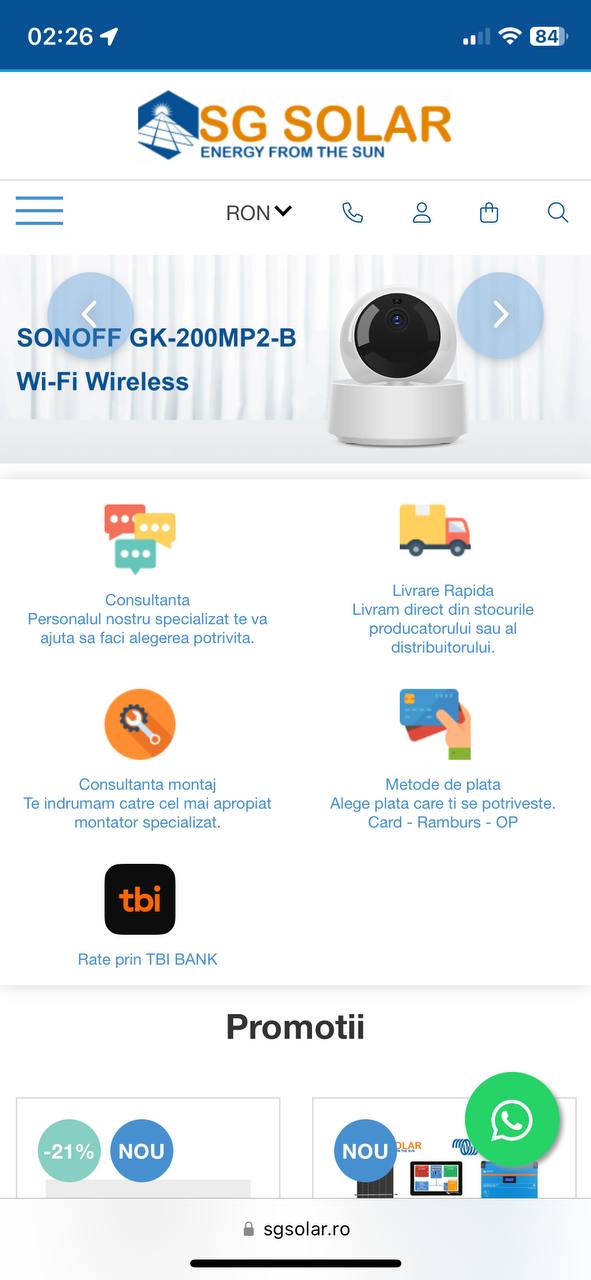 02:26
84
SG SOLAR
ENERGY FROM THE SUN
RON
SONOFF GK-200MP2-B
Wi-Fi Wireless
Consultanta
Personalul nostru specializat te va
ajuta sa faci alegerea potrivita.
Livrare Rapida
Livram direct din stocurile
producatorului sau al
distribuitorului.
Consultanta montaj
Te indrumam catre cel mai apropiat
montator specializat.
Metode de plata
Alege plata care ti se potriveste.
Card - Ramburs - OP
tbi
Rate prin TBI BANK
Promotii
-21%
NOU
NOU
OLAR
sgsolar.ro